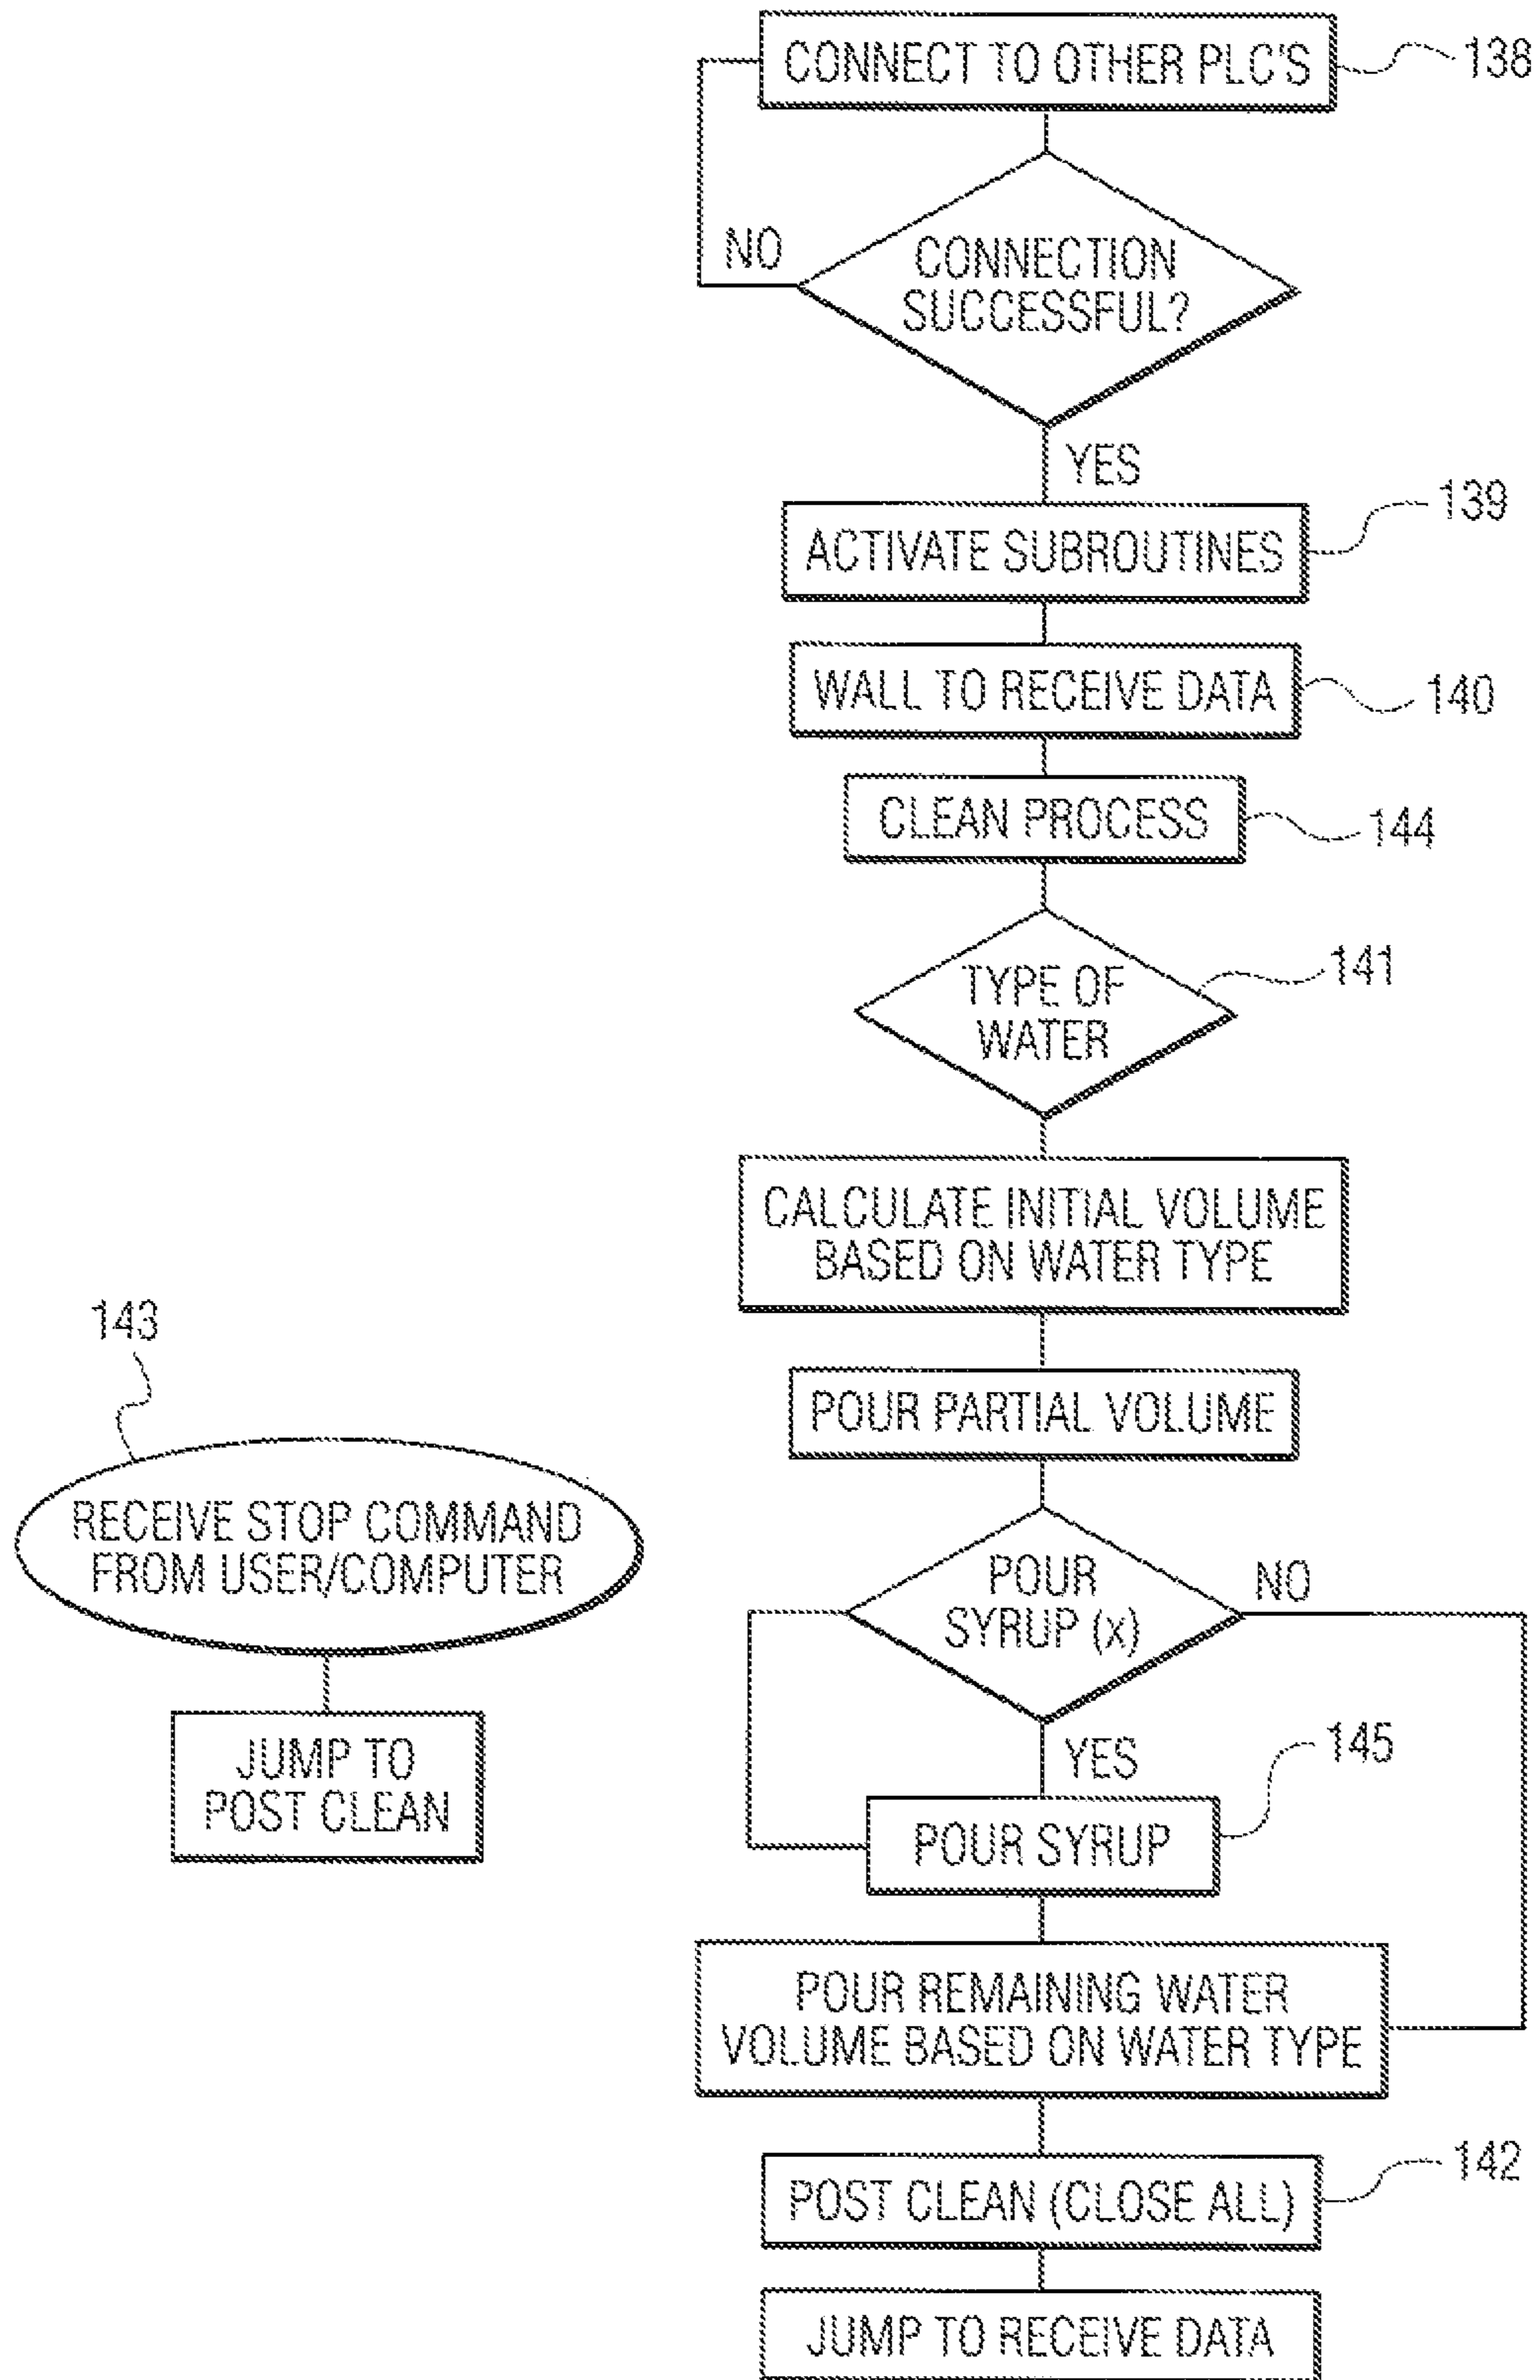 CONNECT TO OTHER PLC'S
138
NO
CONNECTION
SUCCESSFUL?
YES
139
ACTIVATE SUBROUTINES
WALL TO RECEIVE DATA
140
CLEAN PROCESS
144
141
TYPE OF
WATER
CALCULATE INITIAL VOLUME
BASED ON WATER TYPE
POUR PARTIAL VOLUME
143
RECEIVE STOP COMMAND
FROM USER/COMPUTER
JUMP TO
POST CLEAN
POUR
SYRUP (x)
NO
YES
145
POUR SYRUP
POUR REMAINING WATER
VOLUME BASED ON WATER TYPE
142
POST CLEAN (CLOSE ALL)
JUMP TO RECEIVE DATA